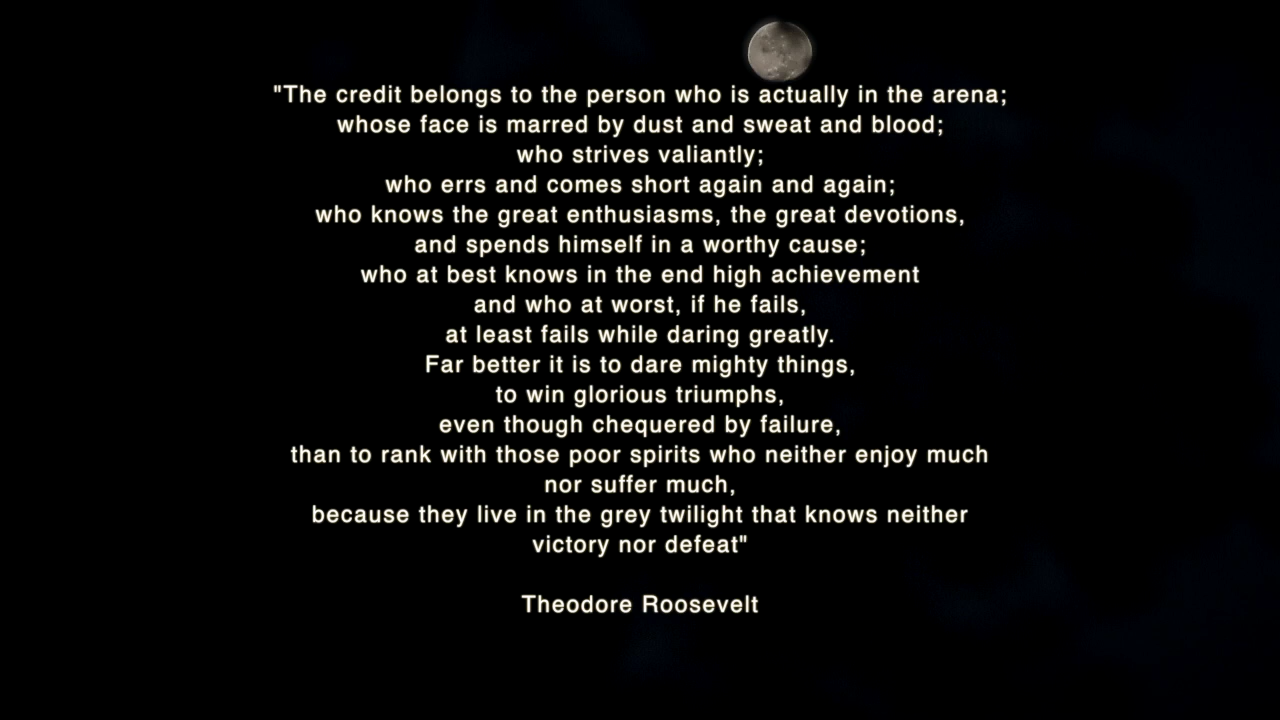 "The credit belongs to the person who is actually in the arena;
whose face is marred by dust and sweat and blood;
who strives valiantly;
who errs and comes short again and again;
who knows the great enthusiasms, the great devotions,
and spends himself in a worthy cause;
who at best knows in the end high achievement
and who at worst, if he fails,
at least fails while daring greatly.
Far better it is to dare mighty things,
to win glorious triumphs,
even though chequered by failure,
than to rank with those poor spirits who neither enjoy much
nor suffer much,
because they live in the grey twilight that knows neither
victory nor defeat"
Theodore Roosevelt